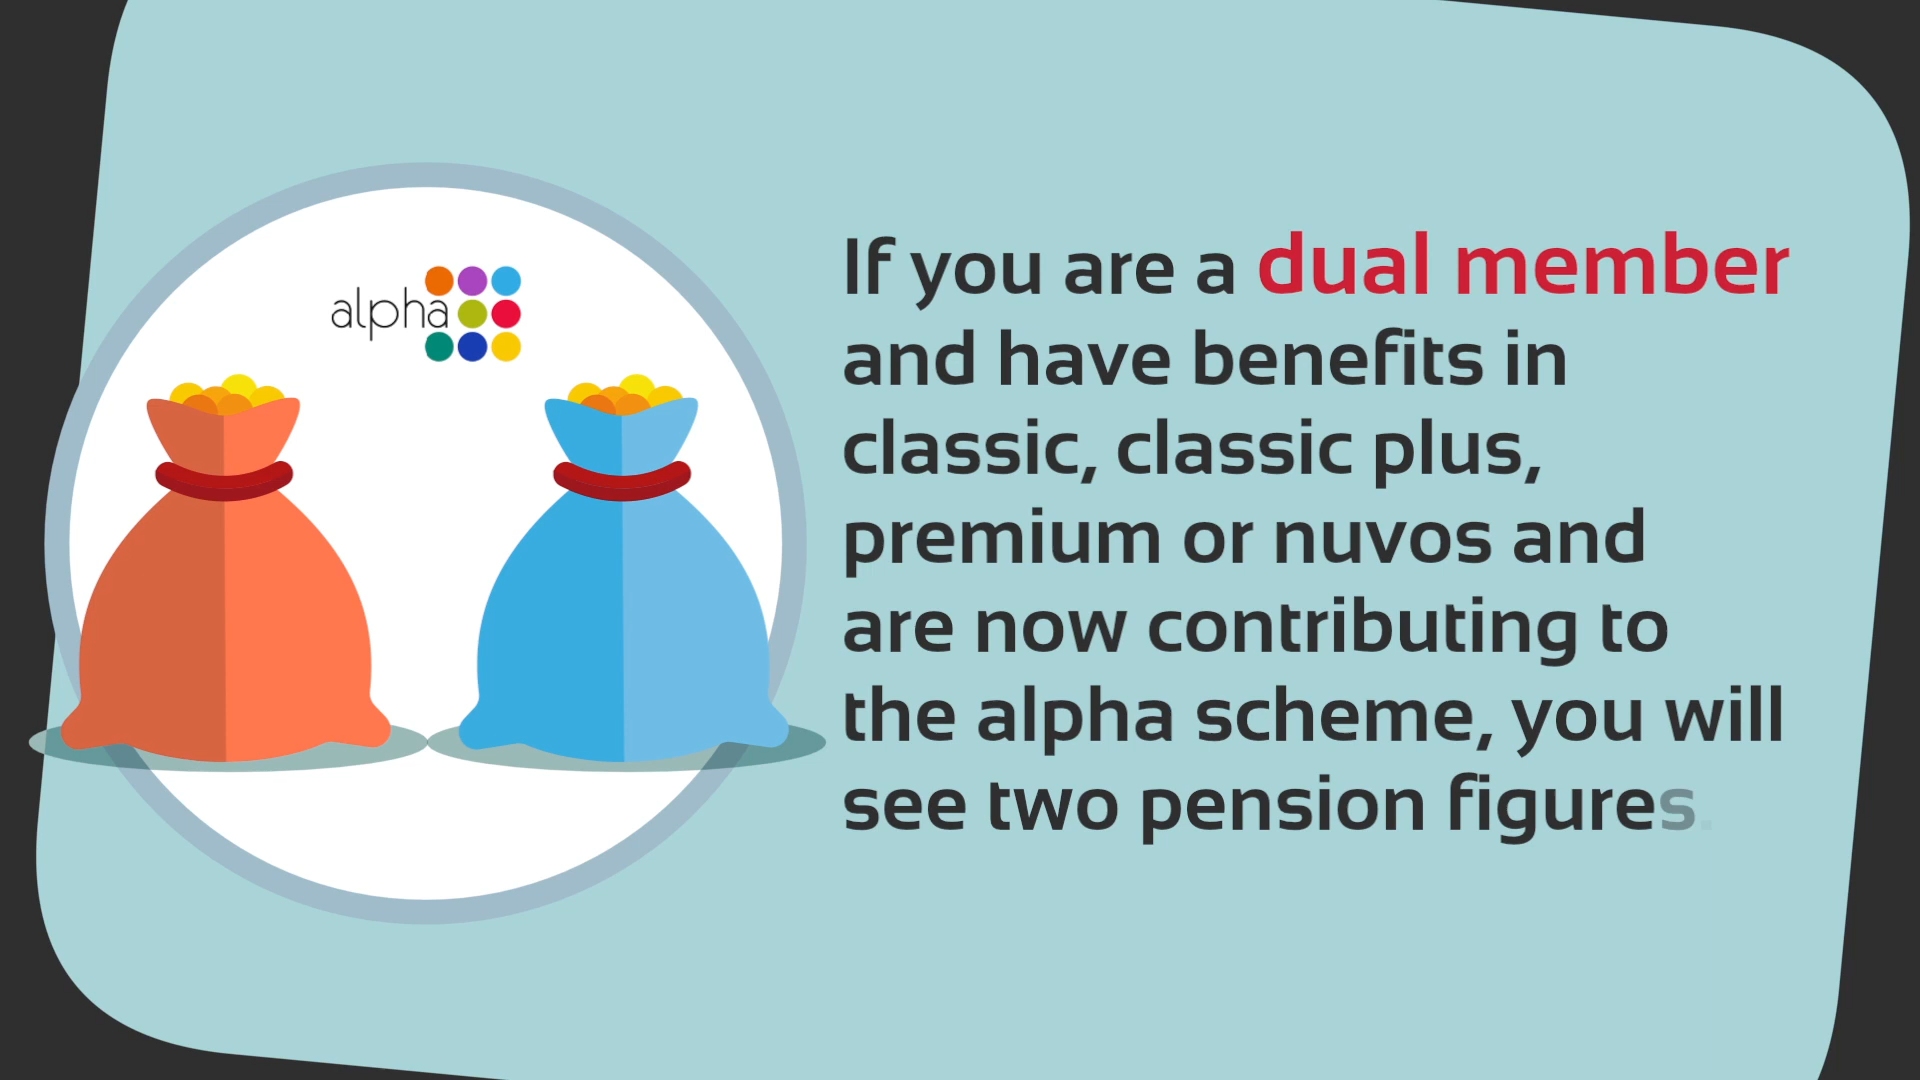 alpha
If you are a dual member
and have benefits in
classic, classic plus,
premium or nuvos and
are now contributing to
the alpha scheme, you will
see two pension figures.